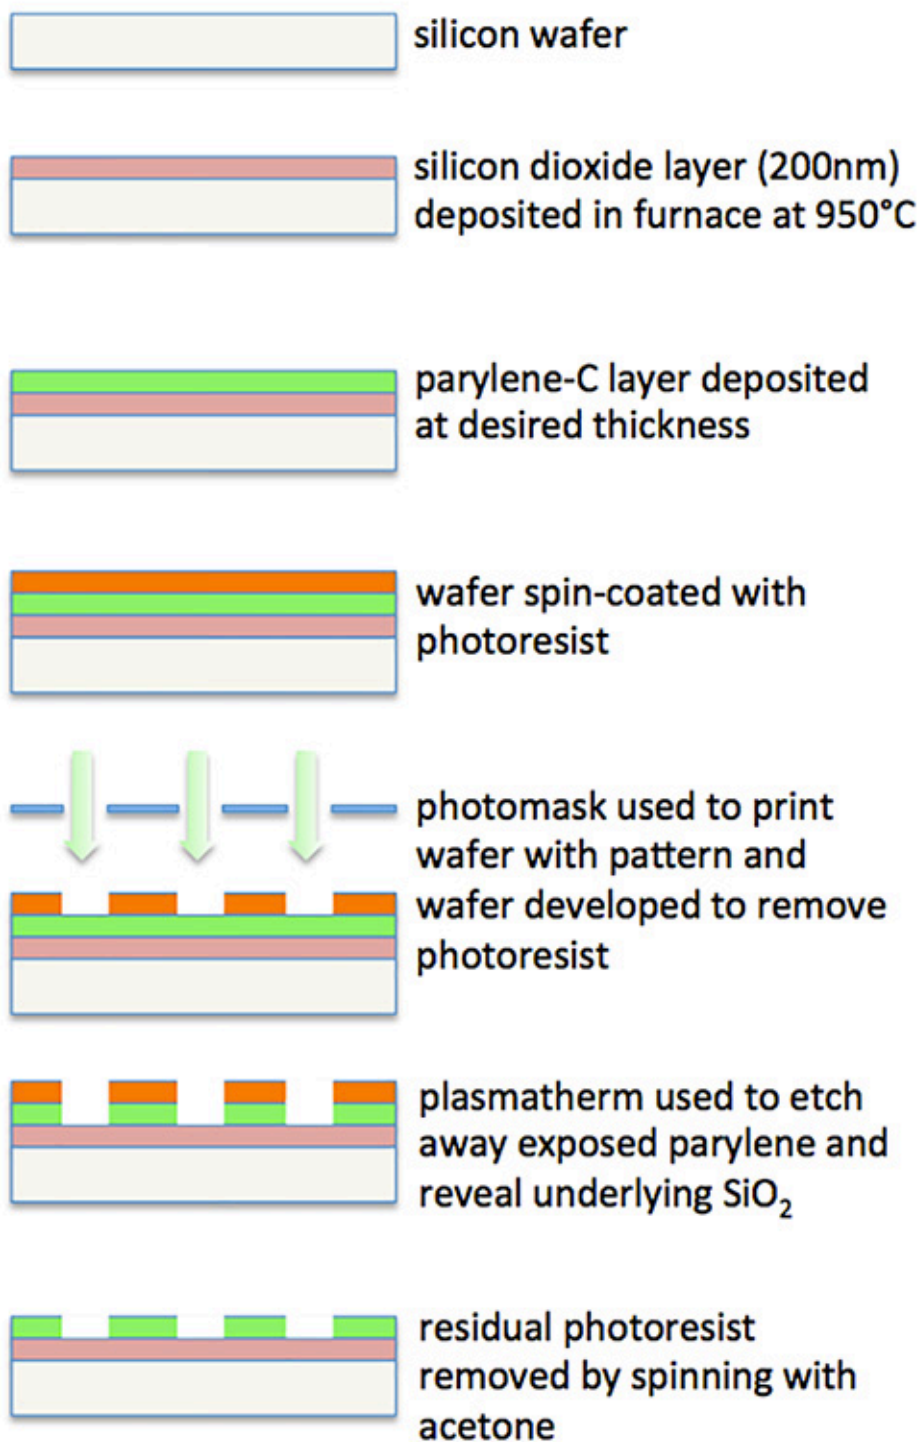 silicon wafer
silicon dioxide layer (200nm)
deposited in furnace at 950°C
parylene-C layer deposited
at desired thickness
wafer spin-coated with
photoresist
photomask used to print
wafer with pattern and
wafer developed to remove
photoresist
plasmatherm used to etch
away exposed parylene and
reveal underlying SiO₂
residual photoresist
removed by spinning with
acetone